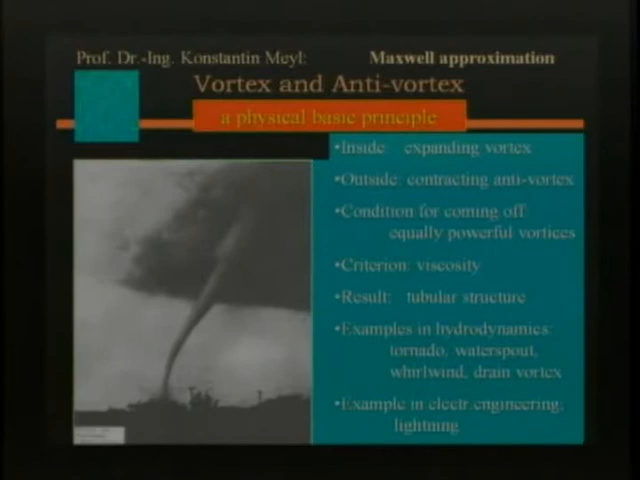 Prof. Dr.-Ing. Konstantin Meyl: Maxwell approximation
Vortex and Anti-vortex
a physical basic principle
•Inside: expanding vortex
•Outside: contracting anti-vortex
•Condition for coming off:
equally powerful vortices
•Criterion: viscosity
•Result: tubular structure
•Examples in hydrodynamics:
tornado, waterspout,
whirlwind, drain vortex
•Example in electr.engineering:
lightning